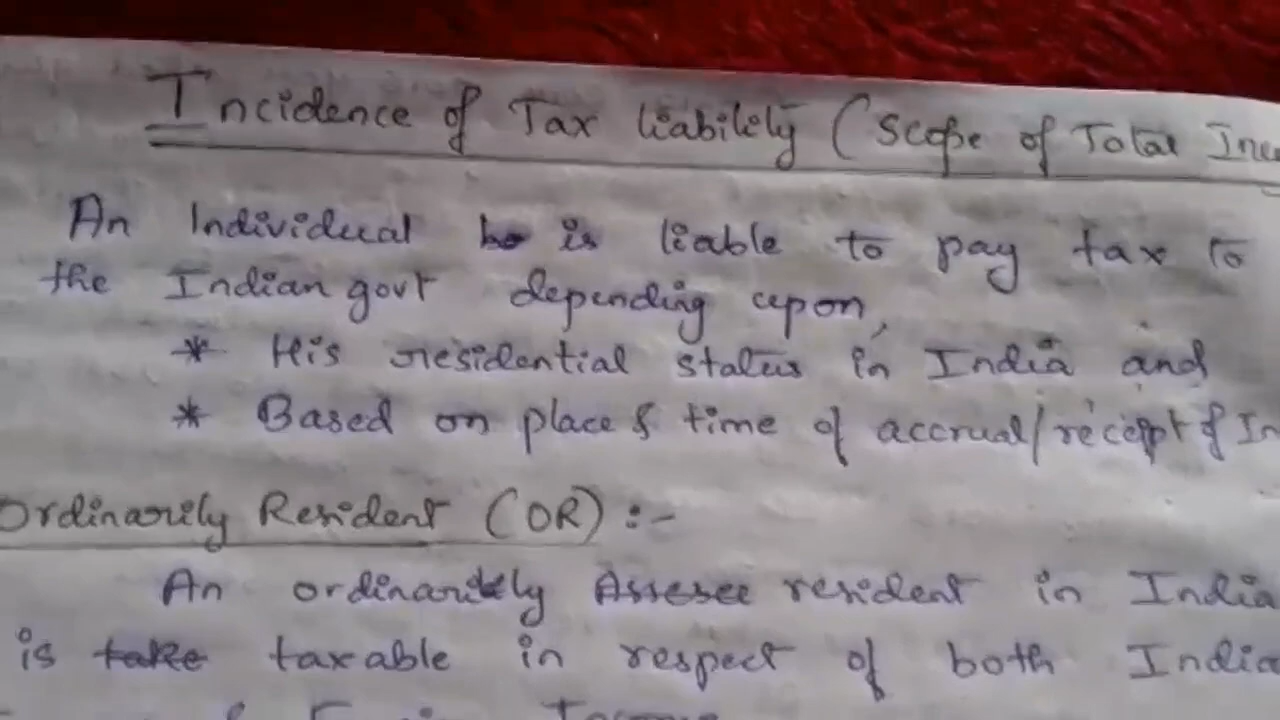 Incidence of Tax liability (Scope of Total
An Individual is liable to pay tax to
the Indian govt depending upon,
* His residential status in India and
* Based on place & time of accrual/receipt of
Ordinarily Resident (OR) :-
An ordinarily Assesee resident in India
is take taxable in respect of both India